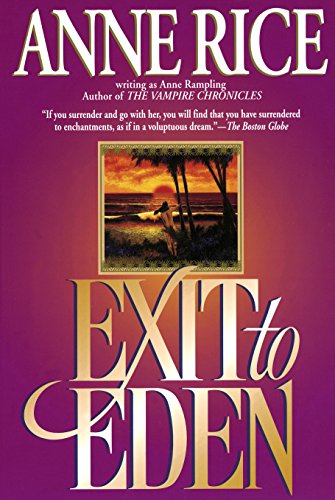 ANNE RICE
writing as Anne Rampling
Author of THE VAMPIRE CHRONICLES
“If you surrender and go with her, you will find that you have surrendered
to enchantments, as if in a voluptuous dream.”—The Boston Globe
EXIT to
EDEN